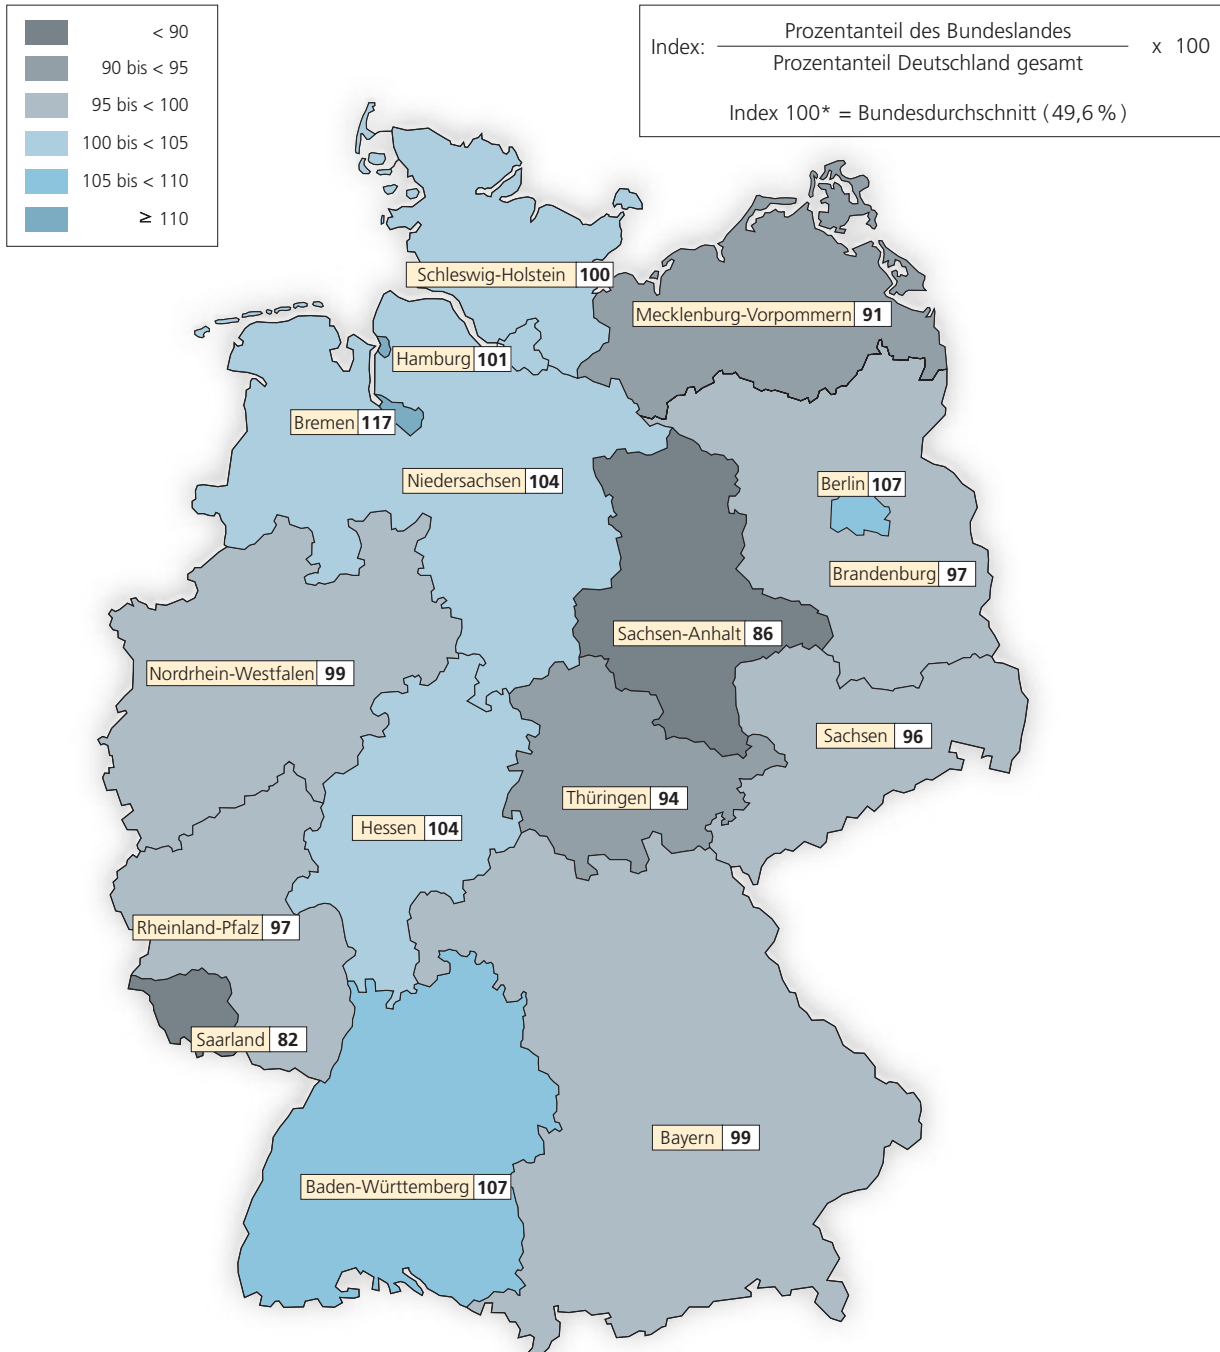 < 90
90 bis < 95
95 bis < 100
100 bis < 105
105 bis < 110
≥ 110
Index: Prozentanteil des Bundeslandes x 100
Prozentanteil Deutschland gesamt
Index 100* = Bundesdurchschnitt (49,6 %)
Schleswig-Holstein 100
Mecklenburg-Vorpommern 91
Hamburg 101
Bremen 117
Niedersachsen 104
Berlin 107
Brandenburg 97
Sachsen-Anhalt 86
Nordrhein-Westfalen 99
Sachsen 96
Thüringen 94
Hessen 104
Rheinland-Pfalz 97
Saarland 82
Bayern 99
Baden-Württemberg 107